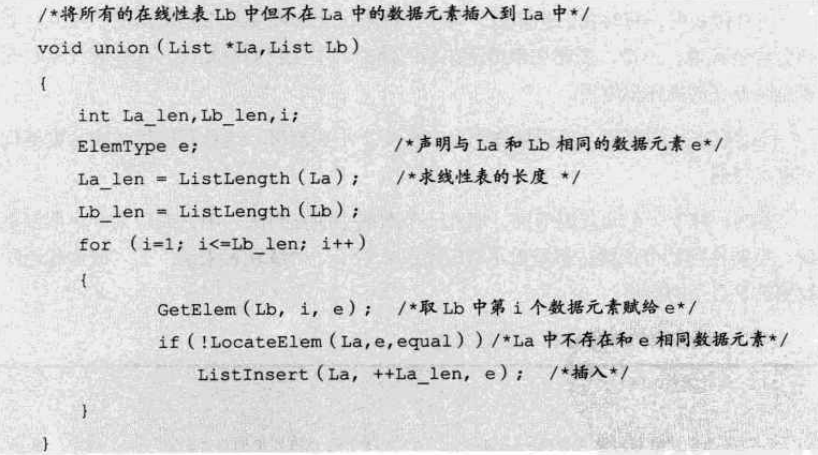 /*将所有的在线性表 Lb 中但不在 La 中的数据元素插入到 La 中*/
void union(List *La,List Lb)
{
int La_len,Lb_len,i;
ElemType e; /*声明与 La 和 Lb 相同的数据元素 e*/
La_len = ListLength(La); /*求线性表的长度 */
Lb_len = ListLength(Lb);
for (i=1; i<=Lb_len; i++)
{
GetElem(Lb, i, e); /*取 Lb 中第 i 个数据元素赋给 e*/
if(!LocateElem(La,e,equal))/*La 中不存在和 e 相同数据元素*/
ListInsert(La, ++La_len, e); /*插入*/
}
}